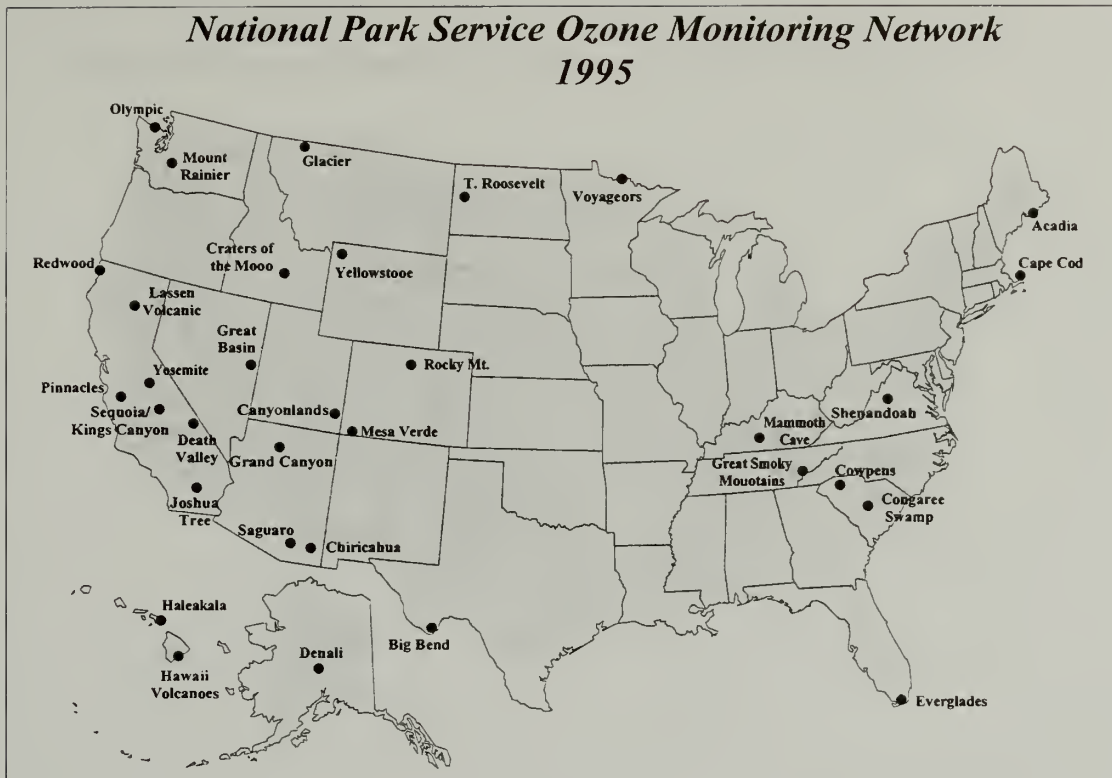 National Park Service Ozone Monitoring Network
1995
Olympic
Mount
Rainier
Glacier
T. Roosevelt
Voyageors
Acadia
Cape Cod
Redwood
Craters of
the Mooo
Yellowstooe
Lassen
Volcanic
Great
Basin
Rocky Mt.
Yosemite
Pinnacles
Sequoia/
Kings Canyon
Death
Valley
Canyonlands
Mesa Verde
Grand Canyon
Joshua
Tree
Saguaro
Chiricahua
Mammoth
Cave
Shenandoah
Great Smoky
Mouotains
Cowpens
Congaree
Swamp
Haleakala
Hawaii
Volcanoes
Denali
Big Bend
Everglades